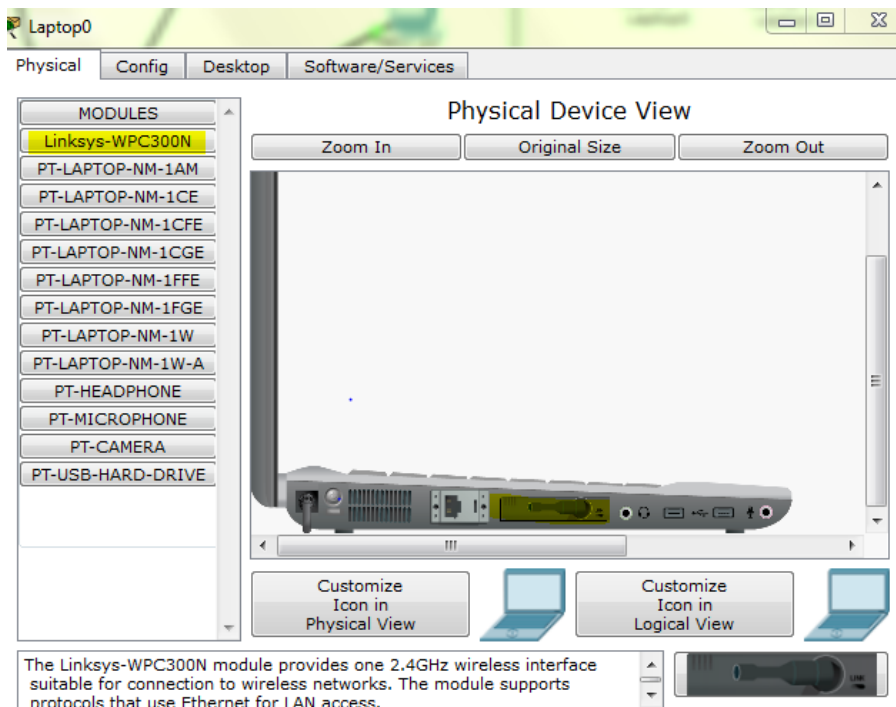 Laptop0
Physical Config Desktop Software/Services
MODULES
Linksys-WPC300N
PT-LAPTOP-NM-1AM
PT-LAPTOP-NM-1CE
PT-LAPTOP-NM-1CFE
PT-LAPTOP-NM-1CGE
PT-LAPTOP-NM-1FFE
PT-LAPTOP-NM-1FGE
PT-LAPTOP-NM-1W
PT-LAPTOP-NM-1W-A
PT-HEADPHONE
PT-MICROPHONE
PT-CAMERA
PT-USB-HARD-DRIVE
Physical Device View
Zoom In Original Size Zoom Out
Customize
Icon in
Physical View
Customize
Icon in
Logical View
The Linksys-WPC300N module provides one 2.4GHz wireless interface
suitable for connection to wireless networks. The module supports
protocols that use Ethernet for LAN access.
LINK